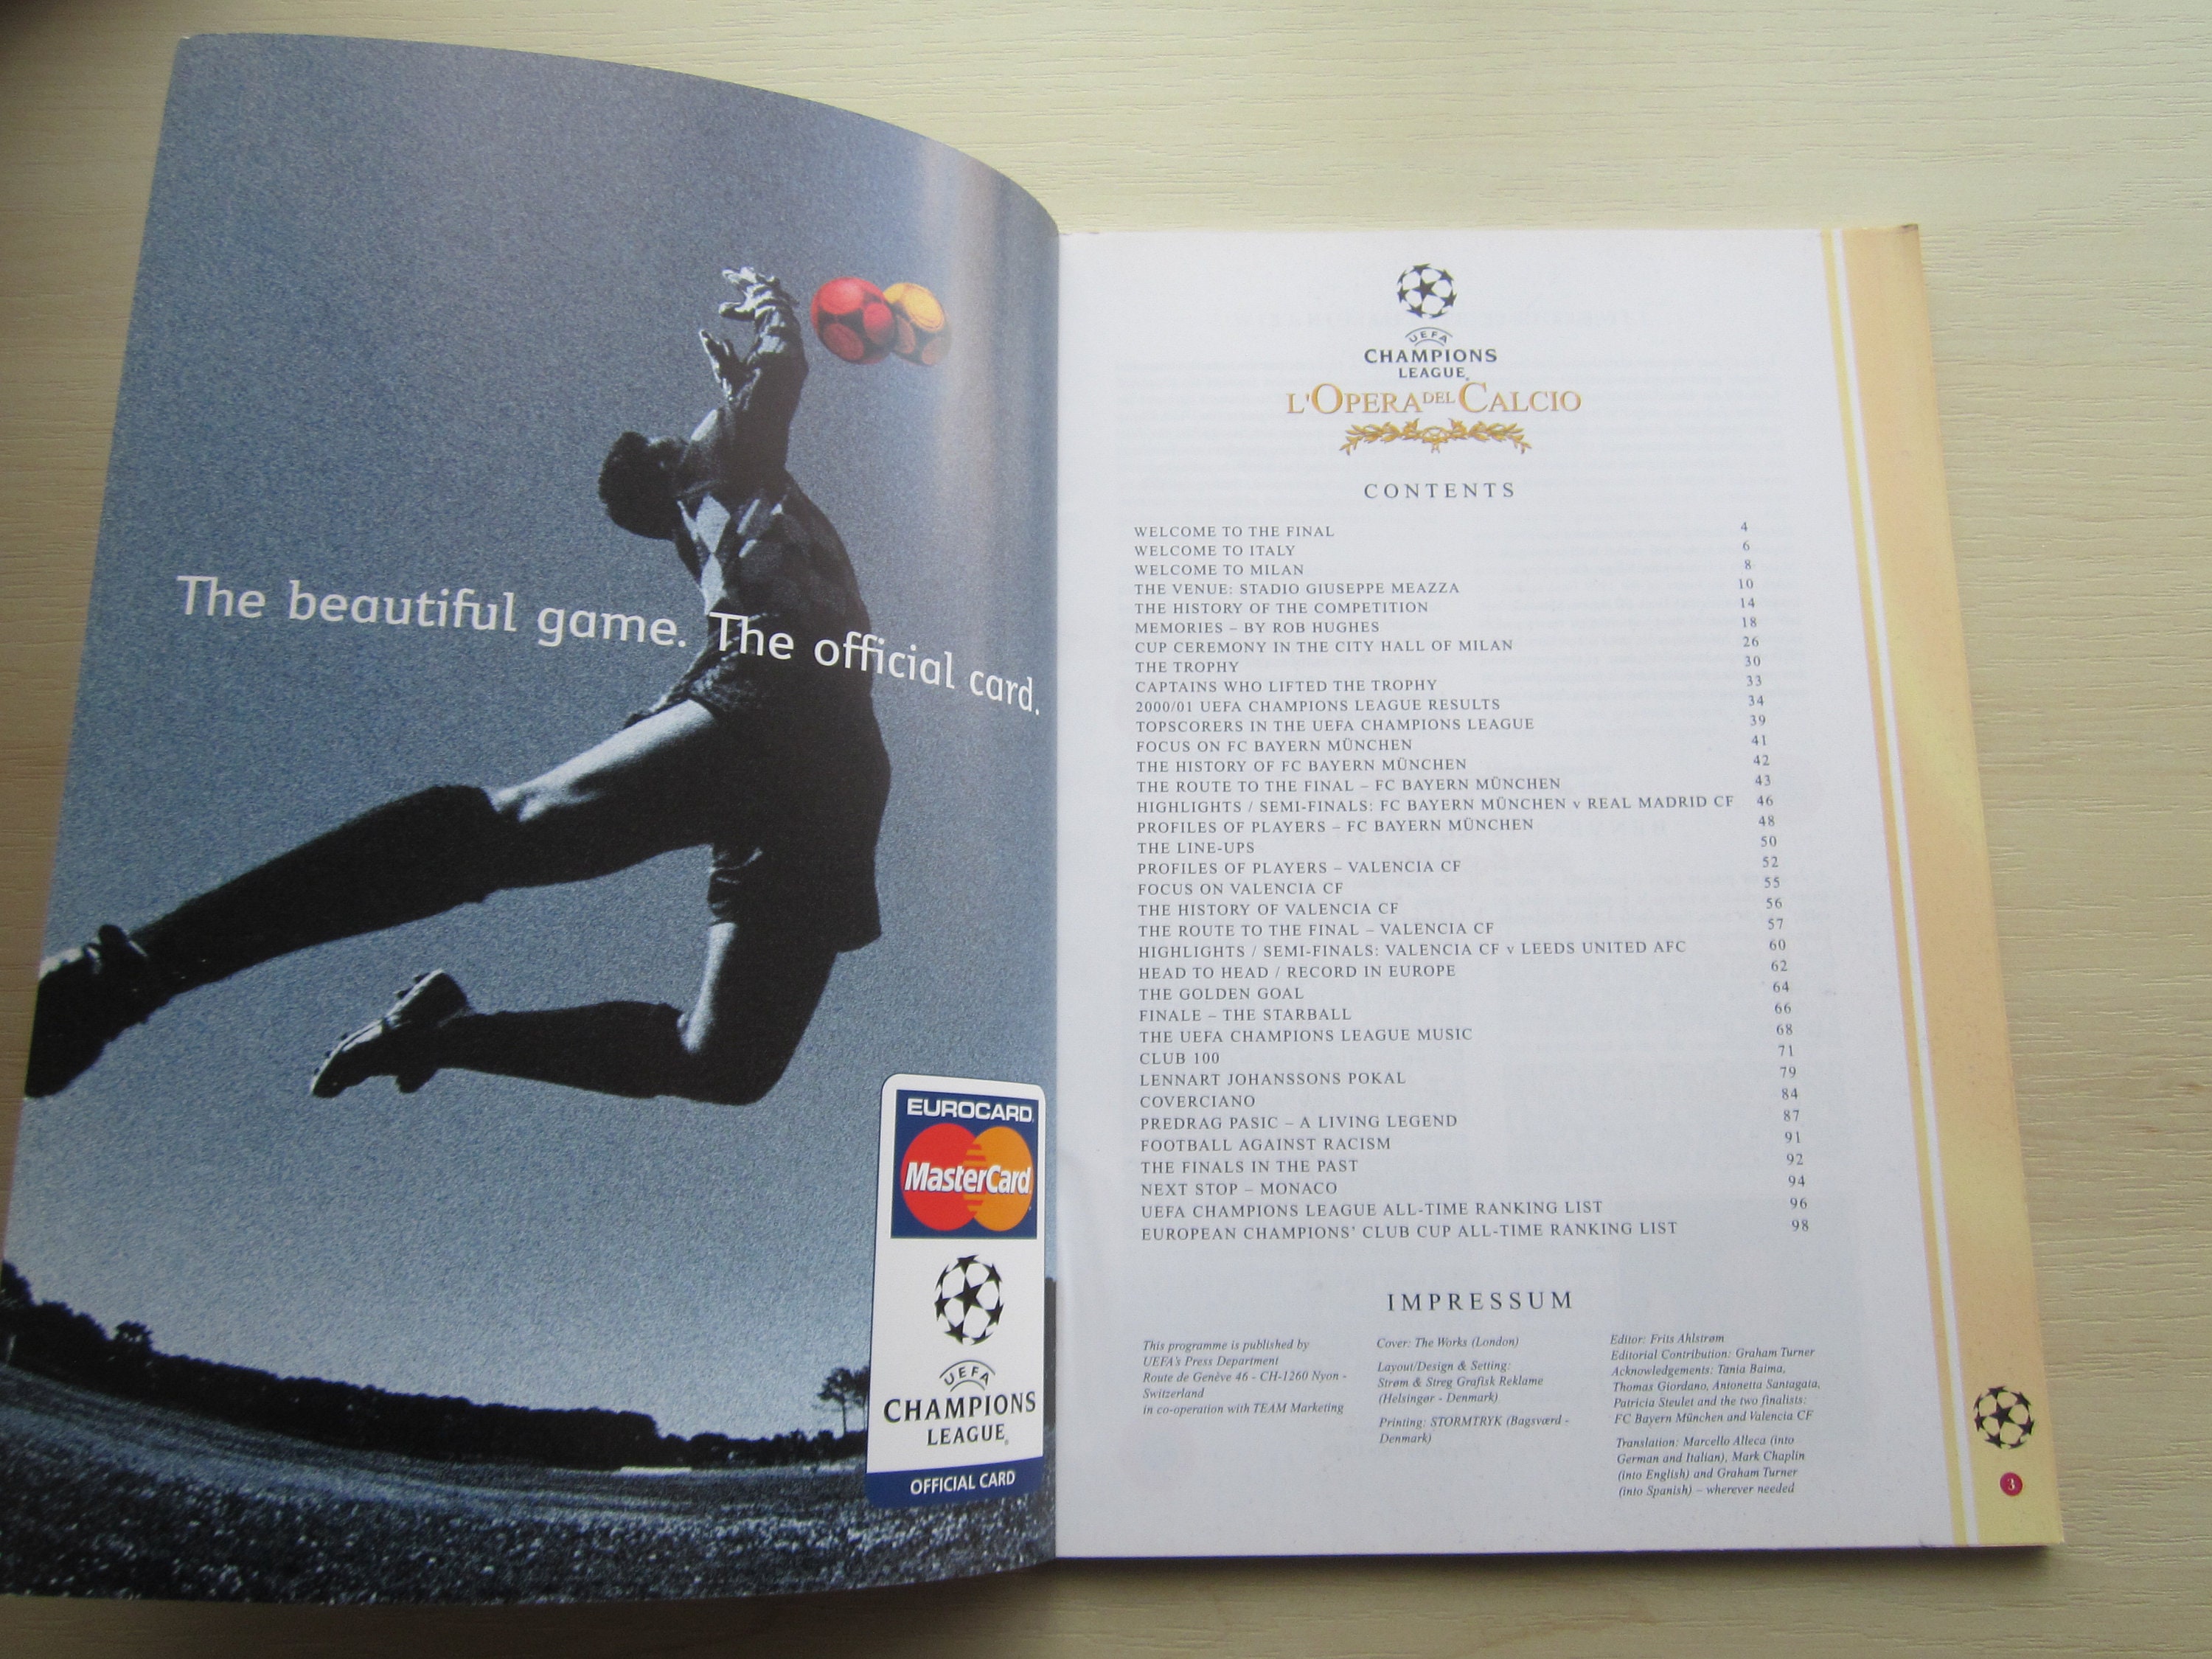 The beautiful game. The official card.
EUROCARD
MasterCard
UEFA
CHAMPIONS
LEAGUE
OFFICIAL CARD
UEFA
CHAMPIONS
LEAGUE
L'OPERA DEL CALCIO
CONTENTS
WELCOME TO THE FINAL 4
WELCOME TO ITALY 6
WELCOME TO MILAN 8
THE VENUE: STADIO GIUSEPPE MEAZZA 10
THE HISTORY OF THE COMPETITION 14
MEMORIES – BY ROB HUGHES 18
CUP CEREMONY IN THE CITY HALL OF MILAN 26
THE TROPHY 30
CAPTAINS WHO LIFTED THE TROPHY 33
2000/01 UEFA CHAMPIONS LEAGUE RESULTS 34
TOPSCORERS IN THE UEFA CHAMPIONS LEAGUE 39
FOCUS ON FC BAYERN MÜNCHEN 41
THE HISTORY OF FC BAYERN MÜNCHEN 42
THE ROUTE TO THE FINAL – FC BAYERN MÜNCHEN 43
HIGHLIGHTS / SEMI-FINALS: FC BAYERN MÜNCHEN v REAL MADRID CF 46
PROFILES OF PLAYERS – FC BAYERN MÜNCHEN 48
THE LINE-UPS 50
PROFILES OF PLAYERS – VALENCIA CF 52
FOCUS ON VALENCIA CF 55
THE HISTORY OF VALENCIA CF 56
THE ROUTE TO THE FINAL – VALENCIA CF 57
HIGHLIGHTS / SEMI-FINALS: VALENCIA CF v LEEDS UNITED AFC 60
HEAD TO HEAD / RECORD IN EUROPE 62
THE GOLDEN GOAL 64
FINALE – THE STARBALL 66
THE UEFA CHAMPIONS LEAGUE MUSIC 68
CLUB 100 71
LENNART JOHANSSONS POKAL 79
COVERCIANO 84
PREDRAG PASIC – A LIVING LEGEND 87
FOOTBALL AGAINST RACISM 91
THE FINALS IN THE PAST 92
NEXT STOP – MONACO 94
UEFA CHAMPIONS LEAGUE ALL-TIME RANKING LIST 96
EUROPEAN CHAMPIONS' CLUB CUP ALL-TIME RANKING LIST 98
IMPRESSUM
This programme is published by
UEFA's Press Department
Route de Genève 46 - CH-1260 Nyon -
Switzerland
in co-operation with TEAM Marketing
Cover: The Works (London)
Layout/Design & Setting:
Strøm & Streg Grafisk Reklame
(Helsingør - Denmark)
Printing: STORMTRYK (Bagsværd -
Denmark)
Editor: Frits Ahlstrøm
Editorial Contribution: Graham Turner
Acknowledgements: Tania Baima,
Thomas Giordano, Antonetta Santagata,
Patricia Steulet and the two finalists:
FC Bayern München and Valencia CF
Translation: Marcello Alleca (into
German and Italian), Mark Chaplin
(into English) and Graham Turner
(into Spanish) – wherever needed
3